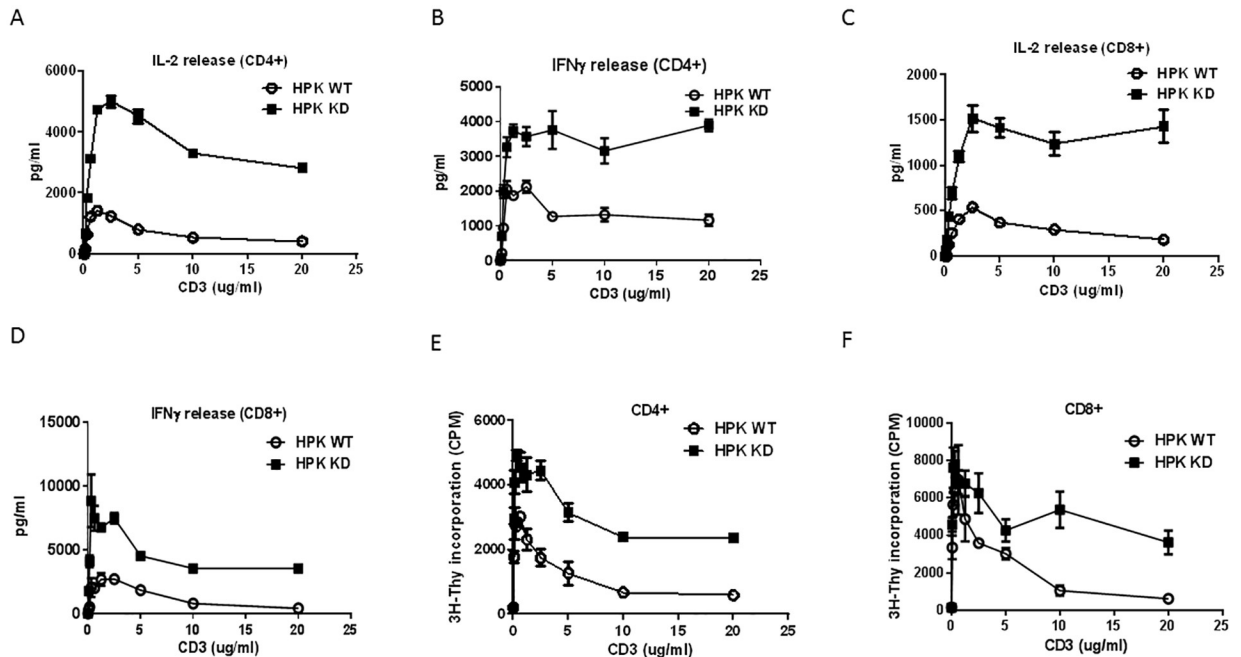 A
IL-2 release (CD4+)
HPK WT
HPK KD
pg/ml
6000
4000
2000
0
0 5 10 15 20 25
CD3 (ug/ml)
B
IFNγ release (CD4+)
HPK WT
HPK KD
pg/ml
5000
4000
3000
2000
1000
0
0 5 10 15 20 25
CD3 (ug/ml)
C
IL-2 release (CD8+)
HPK WT
HPK KD
pg/ml
2000
1500
1000
500
0
0 5 10 15 20 25
CD3 (ug/ml)
D
IFNγ release (CD8+)
HPK WT
HPK KD
pg/ml
15000
10000
5000
0
0 5 10 15 20 25
CD3 (ug/ml)
E
CD4+
HPK WT
HPK KD
3H-Thy incorporation (CPM)
6000
4000
2000
0
0 5 10 15 20 25
CD3 (ug/ml)
F
CD8+
HPK WT
HPK KD
3H-Thy incorporation (CPM)
10000
8000
6000
4000
2000
0
0 5 10 15 20 25
CD3 (ug/ml)